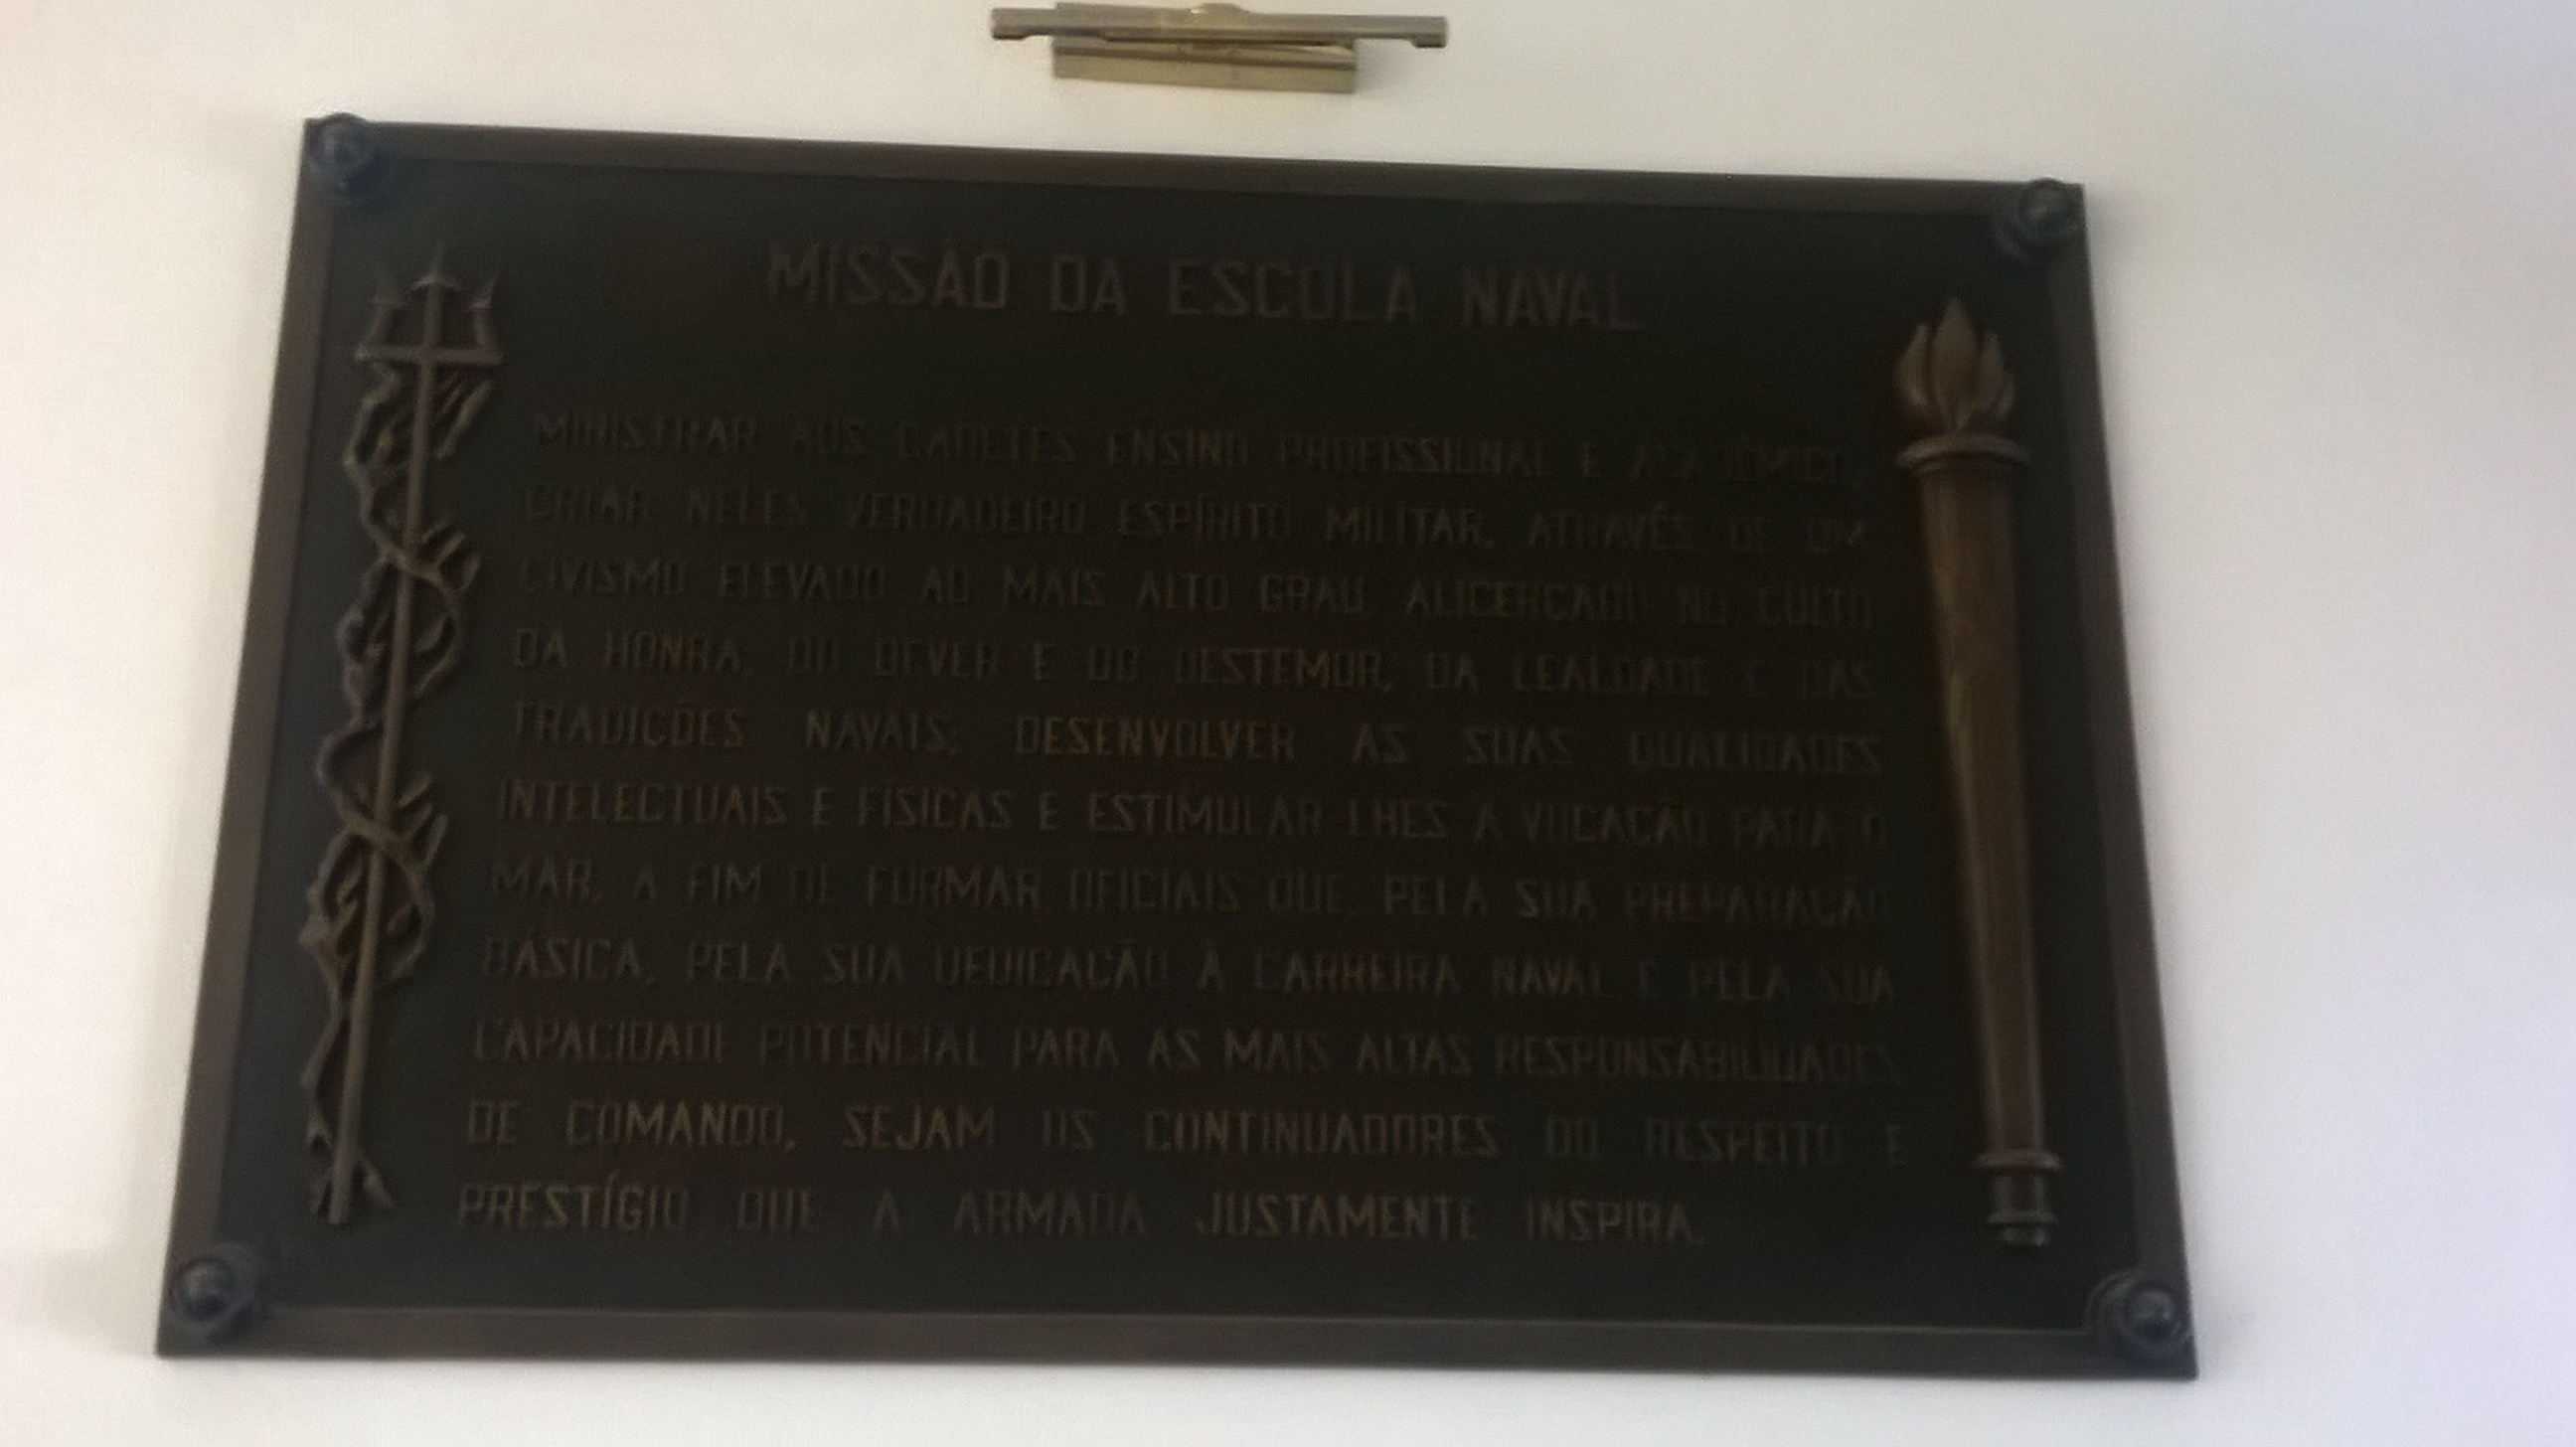 MISSÃO DA ESCOLA NAVAL
MINISTRAR AOS CADETES ENSINO PROFISSIONAL E ACADÊMICO,
CRIAR NELES VERDADEIRO ESPÍRITO MILITAR, ATRAVÉS DE UM
CIVISMO ELEVADO AO MAIS ALTO GRAU ALICERÇADO NO CULTO
DA HONRA, DO DEVER E DO DESTEMOR, DA LEALDADE E DAS
TRADIÇÕES NAVAIS; DESENVOLVER AS SUAS QUALIDADES
INTELECTUAIS E FÍSICAS E ESTIMULAR-LHES A VOCAÇÃO PARA O
MAR, A FIM DE FORMAR OFICIAIS QUE, PELA SUA PREPARAÇÃO
BÁSICA, PELA SUA DEDICAÇÃO À CARREIRA NAVAL E PELA SUA
CAPACIDADE POTENCIAL PARA AS MAIS ALTAS RESPONSABILIDADES
DE COMANDO, SEJAM OS CONTINUADORES DO RESPEITO E
PRESTÍGIO QUE A ARMADA JUSTAMENTE INSPIRA.